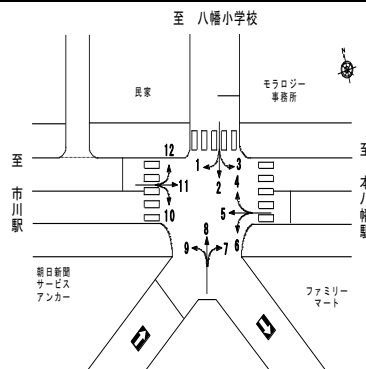 至 八幡小学校
N
民家
モラロジー
事務所
12
1
3
至 市川駅
11
2
4
至 本八幡駅
5
10
8
6
9
7
朝日新聞
サービス
アンカー
ファミリー
マート